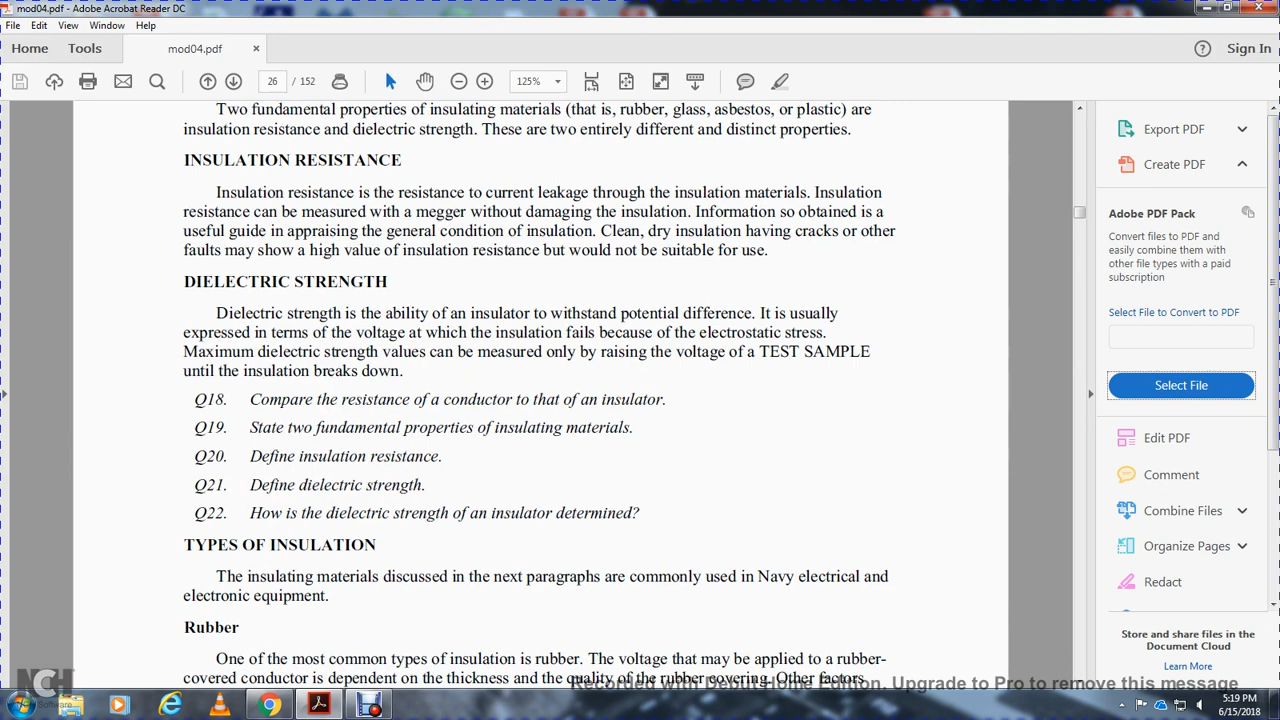 mod04.pdf - Adobe Acrobat Reader DC
File Edit View Window Help
Home Tools mod04.pdf × Sign In
26 / 152 125%
Two fundamental properties of insulating materials (that is, rubber, glass, asbestos, or plastic) are
insulation resistance and dielectric strength. These are two entirely different and distinct properties.
INSULATION RESISTANCE
Insulation resistance is the resistance to current leakage through the insulation materials. Insulation
resistance can be measured with a megger without damaging the insulation. Information so obtained is a
useful guide in appraising the general condition of insulation. Clean, dry insulation having cracks or other
faults may show a high value of insulation resistance but would not be suitable for use.
DIELECTRIC STRENGTH
Dielectric strength is the ability of an insulator to withstand potential difference. It is usually
expressed in terms of the voltage at which the insulation fails because of the electrostatic stress.
Maximum dielectric strength values can be measured only by raising the voltage of a TEST SAMPLE
until the insulation breaks down.
Q18. Compare the resistance of a conductor to that of an insulator.
Q19. State two fundamental properties of insulating materials.
Q20. Define insulation resistance.
Q21. Define dielectric strength.
Q22. How is the dielectric strength of an insulator determined?
TYPES OF INSULATION
The insulating materials discussed in the next paragraphs are commonly used in Navy electrical and
electronic equipment.
Rubber
One of the most common types of insulation is rubber. The voltage that may be applied to a rubber-
covered conductor is dependent on the thickness and the quality of the rubber covering. Other factors
Export PDF
Create PDF
Adobe PDF Pack
Convert files to PDF and
easily combine them with
other file types with a paid
subscription
Select File to Convert to PDF
Select File
Edit PDF
Comment
Combine Files
Organize Pages
Redact
Store and share files in the
Document Cloud
Learn More
NCH
Software
Recorded with Home Edition. Upgrade to Pro to remove this message
5:19 PM
6/15/2018